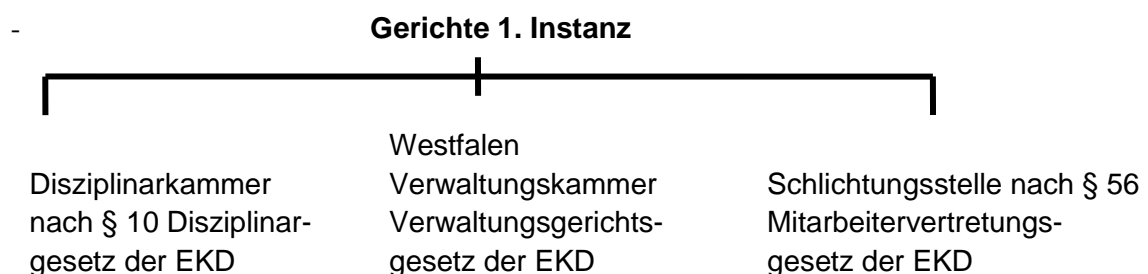 - Gerichte 1. Instanz
Disziplinarkammer
nach § 10 Disziplinar-
gesetz der EKD
Westfalen
Verwaltungskammer
Verwaltungsgerichts-
gesetz der EKD
Schlichtungsstelle nach § 56
Mitarbeitervertretungs-
gesetz der EKD